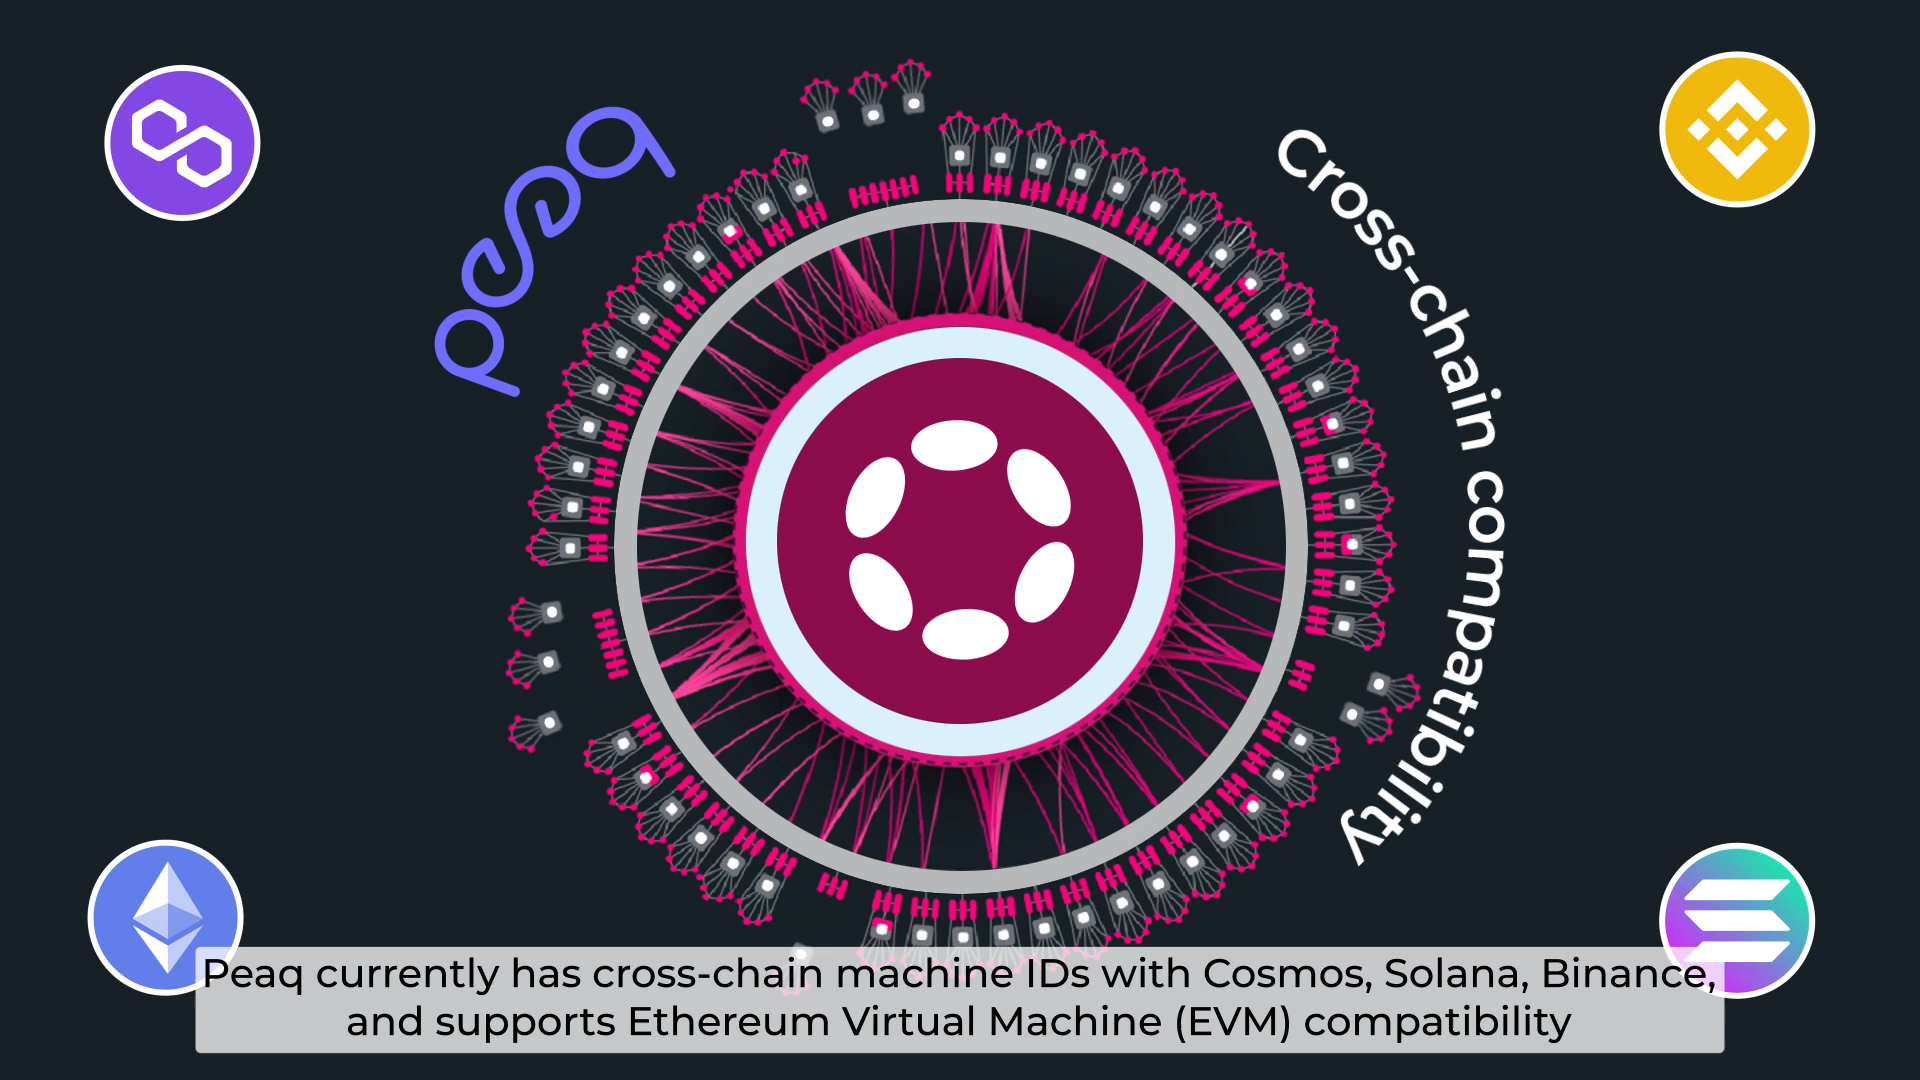 peaq
Cross-chain compatibility
Peaq currently has cross-chain machine IDs with Cosmos, Solana, Binance,
and supports Ethereum Virtual Machine (EVM) compatibility